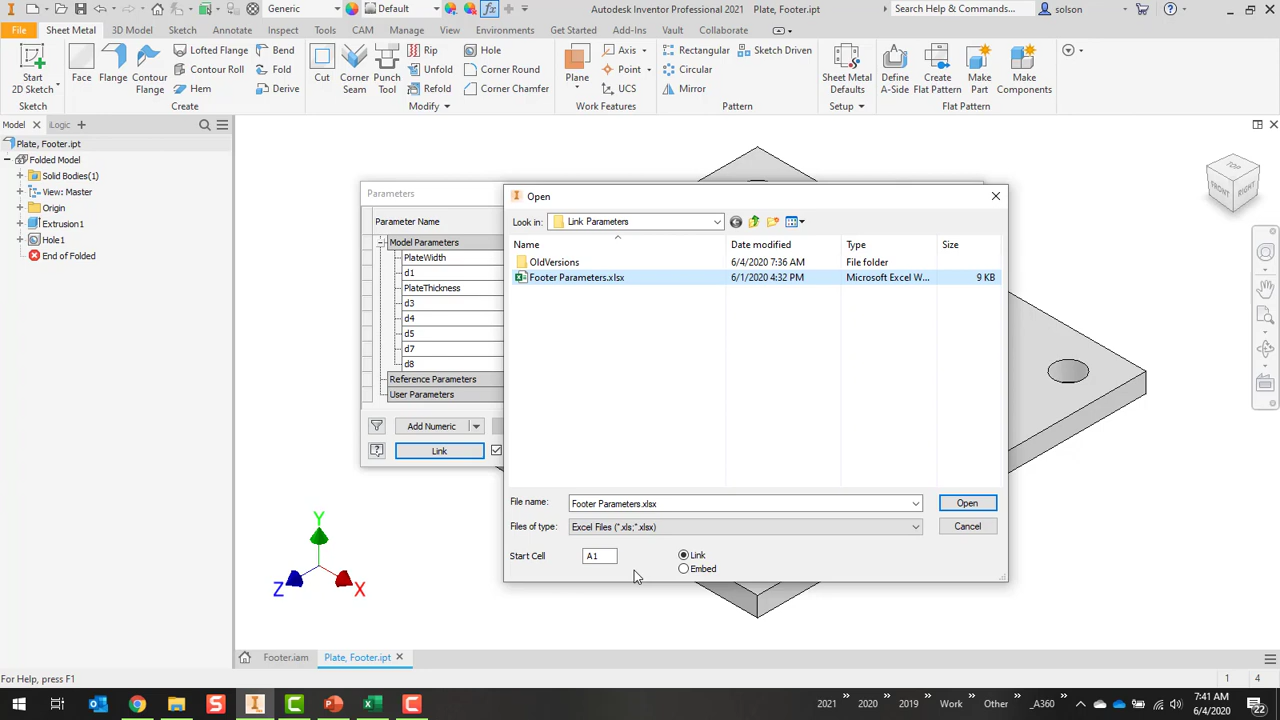 Generic
Default
fx
Autodesk Inventor Professional 2021
Plate, Footer.ipt
Search Help & Commands...
solson
File
Sheet Metal
3D Model
Sketch
Annotate
Inspect
Tools
CAM
Manage
View
Environments
Get Started
Add-Ins
Vault
Collaborate
Start
2D Sketch
Face
Flange
Contour
Flange
Lofted Flange
Contour Roll
Hem
Bend
Fold
Derive
Cut
Corner
Seam
Punch
Tool
Rip
Unfold
Refold
Hole
Corner Round
Corner Chamfer
Plane
Axis
Point
UCS
Rectangular
Circular
Mirror
Sketch Driven
Sheet Metal
Defaults
Define
A-Side
Create
Flat Pattern
Make
Part
Make
Components
Sketch
Create
Modify
Work Features
Pattern
Setup
Flat Pattern
Model
iLogic
Plate, Footer.ipt
Folded Model
Solid Bodies(1)
View: Master
Origin
Extrusion1
Hole1
End of Folded
Parameters
Parameter Name
Model Parameters
PlateWidth
d1
PlateThickness
d3
d4
d5
d7
d8
Reference Parameters
User Parameters
Add Numeric
Link
Open
Look in:
Link Parameters
Name
Date modified
Type
Size
OldVersions
6/4/2020 7:36 AM
File folder
Footer Parameters.xlsx
6/1/2020 4:32 PM
Microsoft Excel W...
9 KB
File name:
Footer Parameters.xlsx
Open
Files of type:
Excel Files (*.xls;*.xlsx)
Cancel
Start Cell
A1
Link
Embed
TOP
FRONT
RIGHT
Y
Z
X
Footer.iam
Plate, Footer.ipt
For Help, press F1
1
4
2021
2020
2019
Work
Other
_A360
7:41 AM
6/4/2020
22